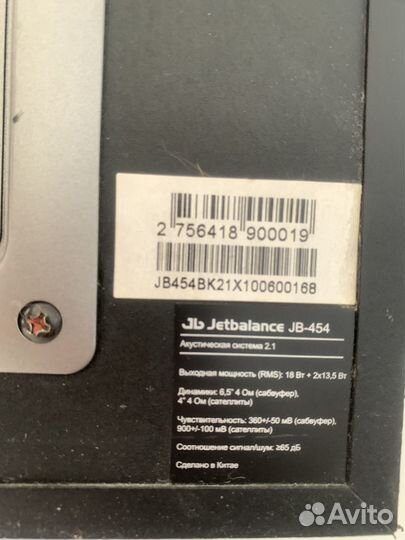 2 756418 900019
JB454BK21X100600168
Jb Jetbalance JB-454
Акустическая система 2.1
Выходная мощность (RMS): 18 Вт + 2x13,5 Вт
Динамики: 6,5" 4 Ом (сабвуфер),
4" 4 Ом (сателлиты)
Чувствительность: 360+/-50 мВ (сабвуфер),
900+/-100 мВ (сателлиты)
Соотношение сигнал/шум: ≥65 дБ
Сделано в Китае
Avito